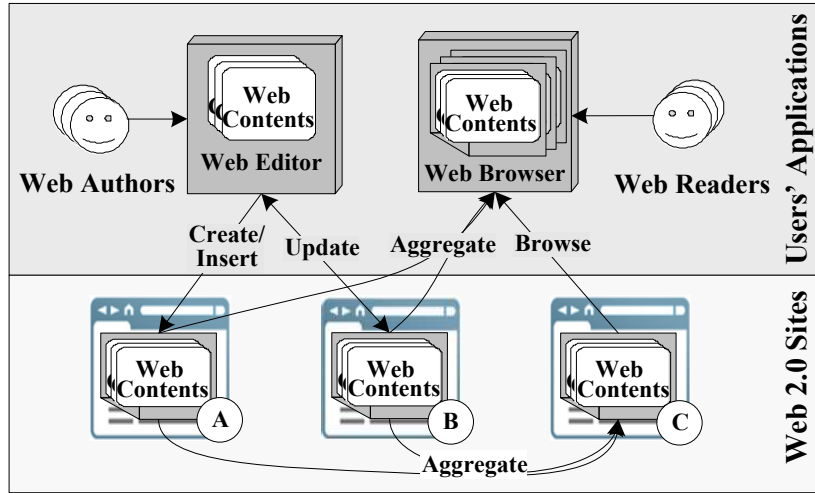 Web
Contents
Web Editor
Web
Contents
Web Browser
Web Authors
Web Readers
Users' Applications
Create/
Insert
Update
Aggregate
Browse
Web
Contents
A
Web
Contents
B
Web
Contents
C
Aggregate
Web 2.0 Sites